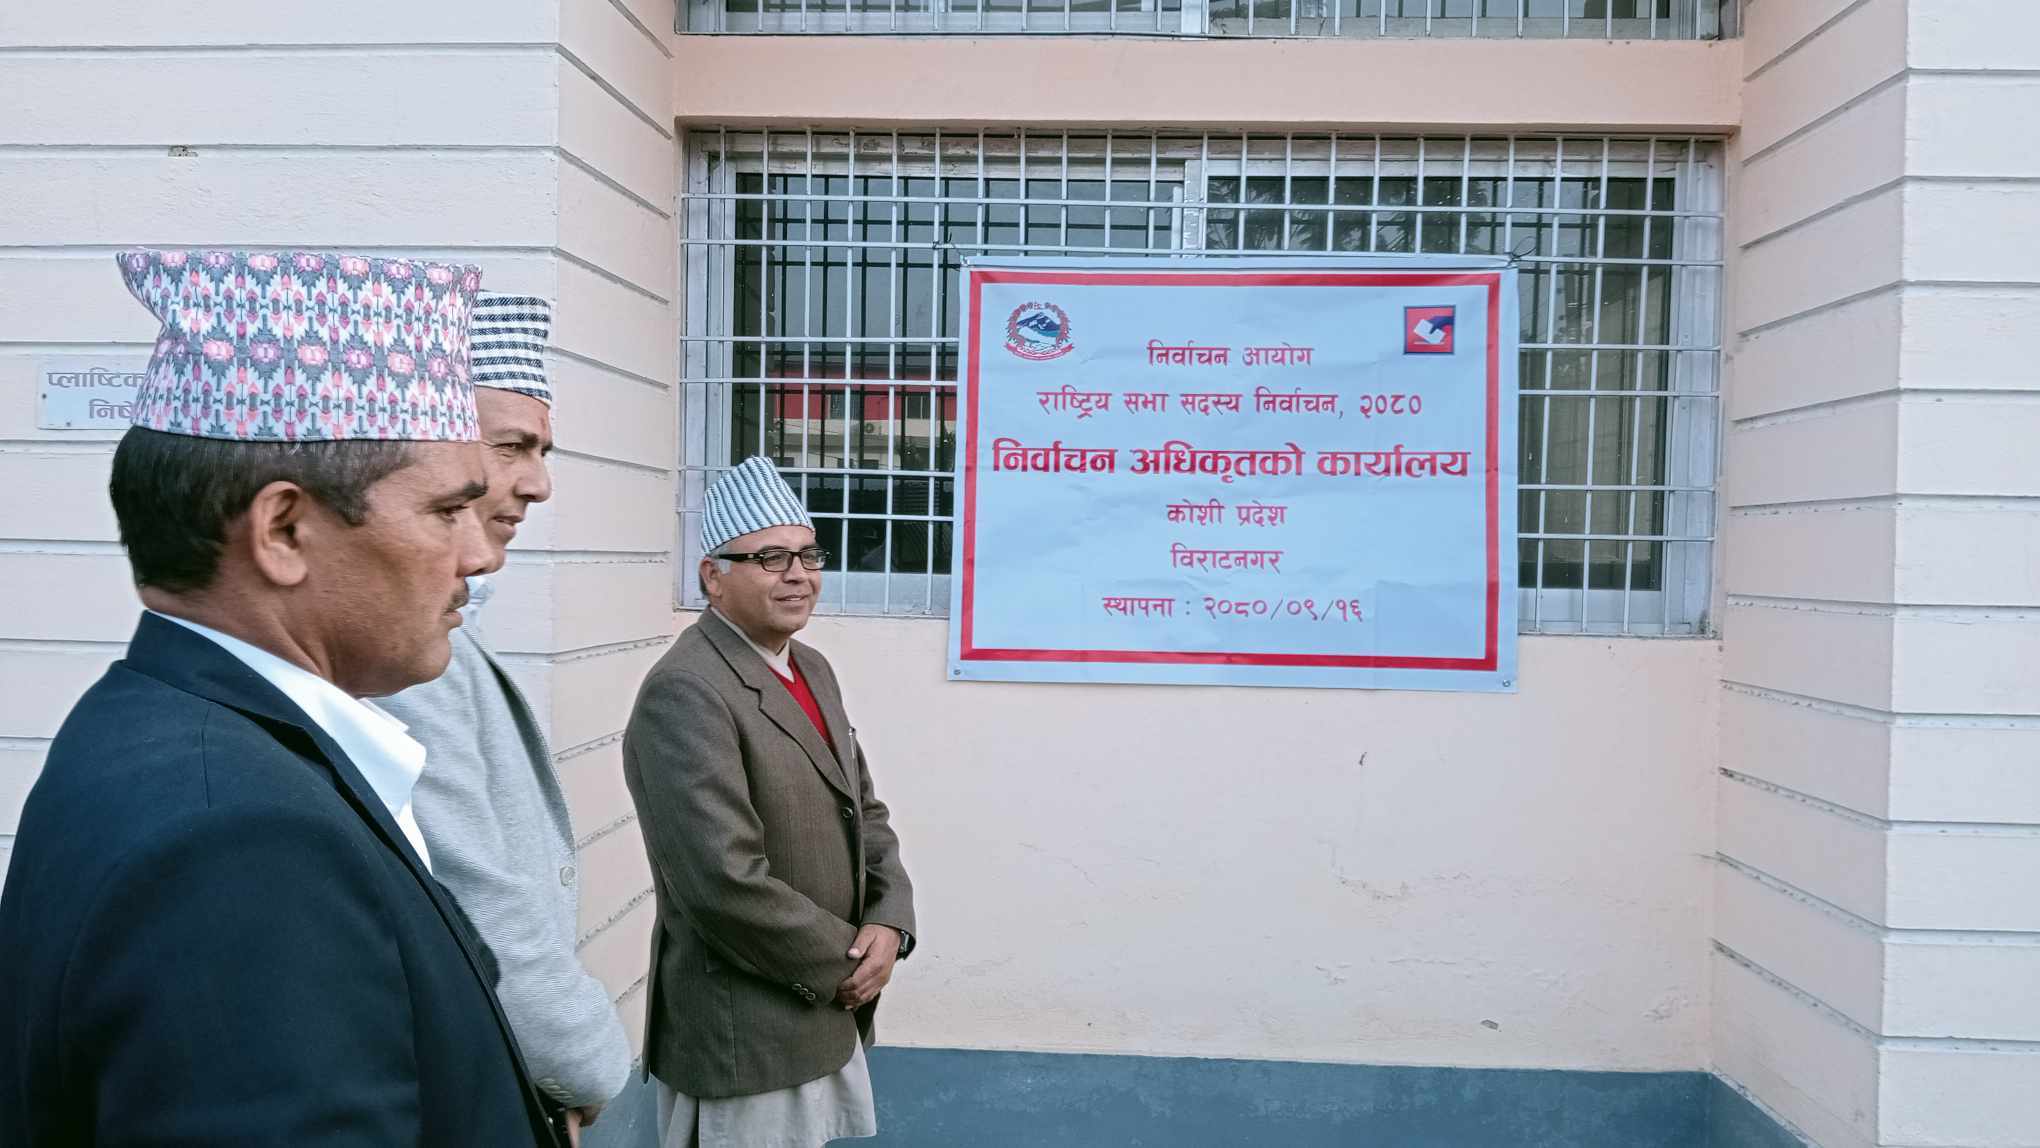 निर्वाचन आयोग
राष्ट्रिय सभा सदस्य निर्वाचन, २०८०
निर्वाचन अधिकृतको कार्यालय
कोशी प्रदेश
विराटनगर
स्थापना : २०८०/०९/१६